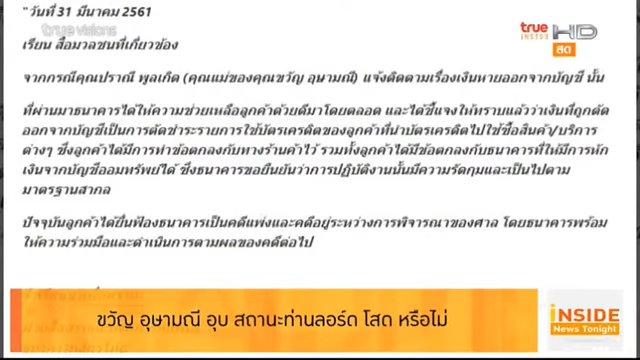 "วันที่ 31 มีนาคม 2561
true visions
true
INSIDE
HD
สด
เรียน สื่อมวลชนที่เกี่ยวข้อง
จากกรณีคุณปราณี พูลเกิด (คุณแม่ของคุณขวัญ อุษามณี) แจ้งติดตามเรื่องเงินหายออกจากบัญชี นั้น
ที่ผ่านมาธนาคารได้ให้ความช่วยเหลือลูกค้าด้วยดีมาโดยตลอด และได้ชี้แจงให้ทราบแล้วว่าเงินที่ถูกตัด
ออกจากบัญชีเป็นการตัดชำระรายการใช้บัตรเครดิตของลูกค้าที่นำบัตรเครดิตไปใช้ซื้อสินค้า/บริการ
ต่างๆ ซึ่งลูกค้าได้มีการทำข้อตกลงกับทางร้านค้าไว้ รวมทั้งลูกค้าได้มีข้อตกลงกับธนาคารที่ให้มีการหัก
เงินจากบัญชีออมทรัพย์ได้ ซึ่งธนาคารขอยืนยันว่าการปฏิบัติงานนั้นมีความรัดกุมและเป็นไปตาม
มาตรฐานสากล
ปัจจุบันลูกค้าได้ยื่นฟ้องธนาคารเป็นคดีแพ่งและคดีอยู่ระหว่างการพิจารณาของศาล โดยธนาคารพร้อม
ให้ความร่วมมือและดำเนินการตามผลของคดีต่อไป
ขวัญ อุษามณี อุบ สถานะท่านลอร์ด โสด หรือไม่
iNSIDE
News Tonight